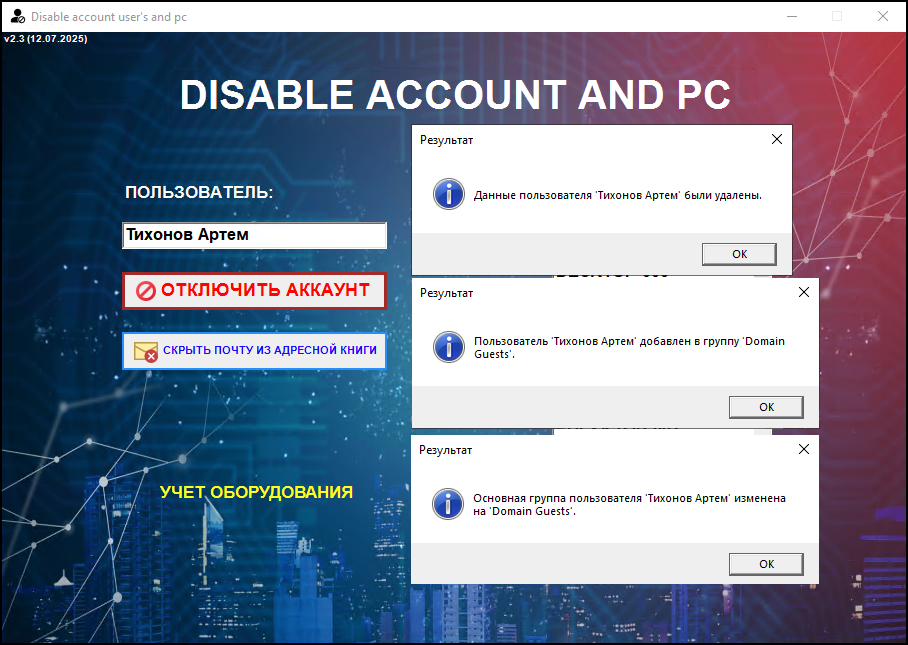 Disable account user's and pc
v2.3 (12.07.2025)
DISABLE ACCOUNT AND PC
Результат
ПОЛЬЗОВАТЕЛЬ:
Данные пользователя 'Тихонов Артем' были удалены.
Тихонов Артем
OK
ОТКЛЮЧИТЬ АККАУНТ
Результат
Пользователь 'Тихонов Артем' добавлен в группу 'Domain
Guests'.
СКРЫТЬ ПОЧТУ ИЗ АДРЕСНОЙ КНИГИ
OK
Результат
УЧЕТ ОБОРУДОВАНИЯ
Основная группа пользователя 'Тихонов Артем' изменена
на 'Domain Guests'.
OK